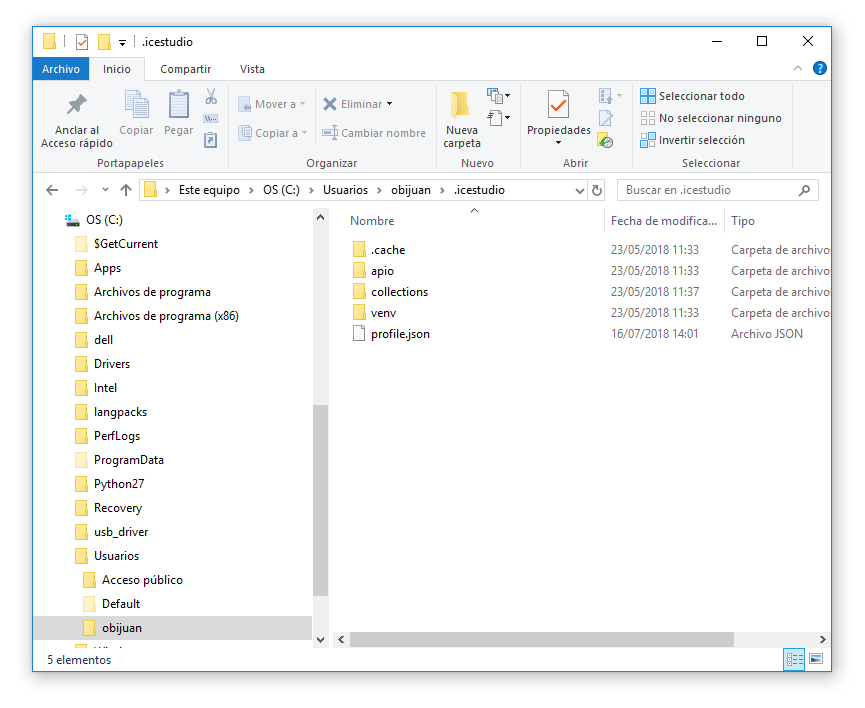 .icestudio
Archivo Inicio Compartir Vista
Anclar al Acceso rápido
Copiar
Pegar
Mover a
Copiar a
Eliminar
Cambiar nombre
Nueva carpeta
Propiedades
Seleccionar todo
No seleccionar ninguno
Invertir selección
Portapapeles Organizar Nuevo Abrir Seleccionar
Este equipo > OS (C:) > Usuarios > obijuan > .icestudio
Buscar en .icestudio
OS (C:)
$GetCurrent
Apps
Archivos de programa
Archivos de programa (x86)
dell
Drivers
Intel
langpacks
PerfLogs
ProgramData
Python27
Recovery
usb_driver
Usuarios
Acceso público
Default
obijuan
Nombre Fecha de modifica... Tipo
.cache 23/05/2018 11:33 Carpeta de archivo
apio 23/05/2018 11:33 Carpeta de archivo
collections 23/05/2018 11:37 Carpeta de archivo
venv 23/05/2018 11:33 Carpeta de archivo
profile.json 16/07/2018 14:01 Archivo JSON
5 elementos